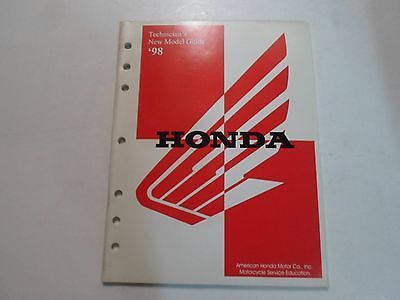 Technician's
New Model Guide
'98
HONDA
American Honda Motor Co., Inc.
Motorcycle Service Education